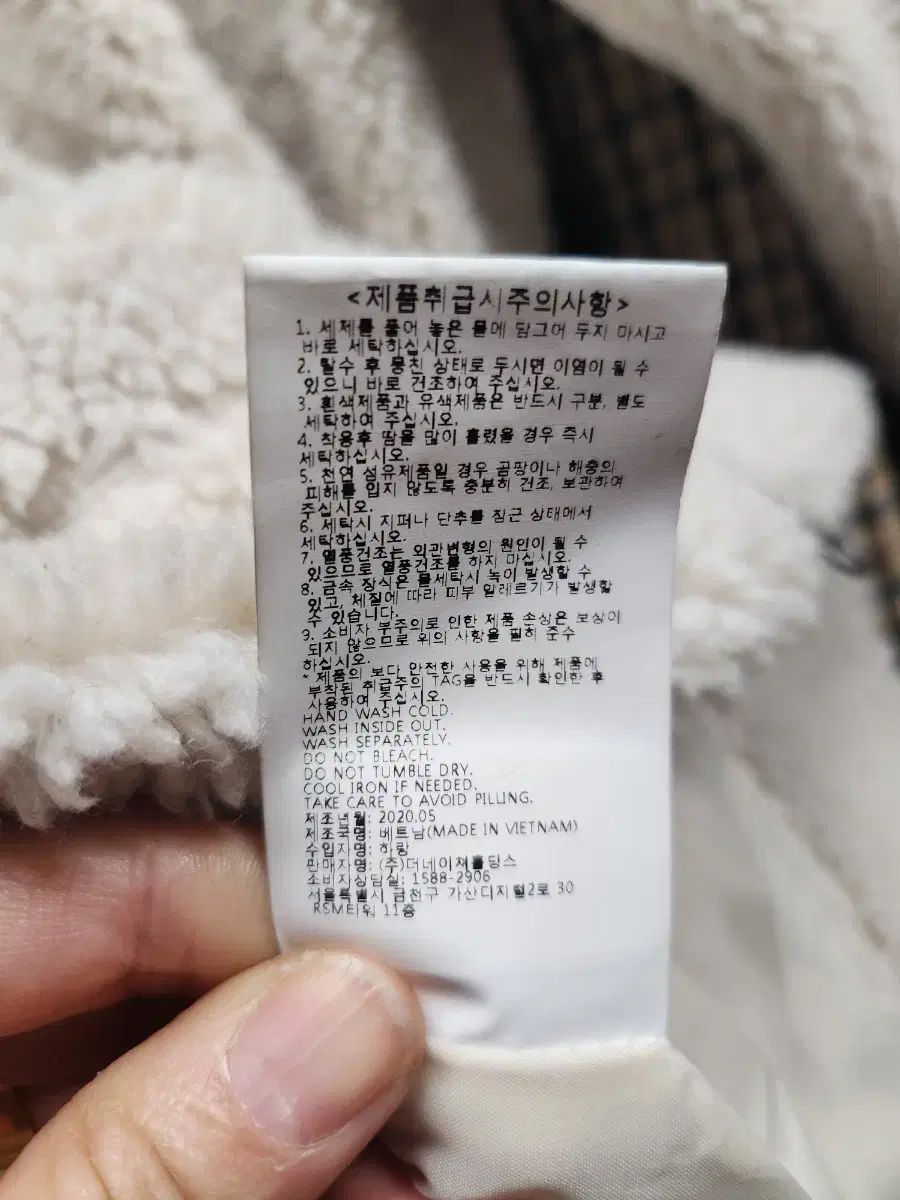 <제품취급시주의사항>
1. 세제를 풀어 놓은 물에 담그어 두지 마시고
바로 세탁하십시오.
2. 탈수 후 뭉친 상태로 두시면 이염이 될 수
있으니 바로 건조하여 주십시오.
3. 흰색제품과 유색제품은 반드시 구분, 별도
세탁하여 주십시오.
4. 착용후 땀을 많이 흘렸을 경우 즉시
세탁하십시오.
5. 천연 섬유제품일 경우 곰팡이나 해충의
피해를 입지 않도록 충분히 건조, 보관하여
주십시오.
6. 세탁시 지퍼나 단추를 잠근 상태에서
세탁하십시오.
7. 열풍건조는 외관변형의 원인이 될 수
있으므로 열풍건조를 하지 마십시오.
8. 금속 장식은 물세탁시 녹이 발생할 수
있고, 체질에 따라 피부 알레르기가 발생할
수 있습니다.
9. 소비자 부주의로 인한 제품 손상은 보상이
되지 않으므로 위의 사항을 필히 준수
하십시오.
* 제품의 보다 안전한 사용을 위해 제품에
부착된 취급주의 TAG을 반드시 확인한 후
사용하여 주십시오.
HAND WASH COLD.
WASH INSIDE OUT.
WASH SEPARATELY.
DO NOT BLEACH.
DO NOT TUMBLE DRY.
COOL IRON IF NEEDED.
TAKE CARE TO AVOID PILLING.
제조년월: 2020.05
제조국명: 베트남(MADE IN VIETNAM)
수입자명: 하랑
판매자명: (주)더네이쳐홀딩스
소비자상담실: 1588-2906
서울특별시 금천구 가산디지털2로 30
RSM타워 11층